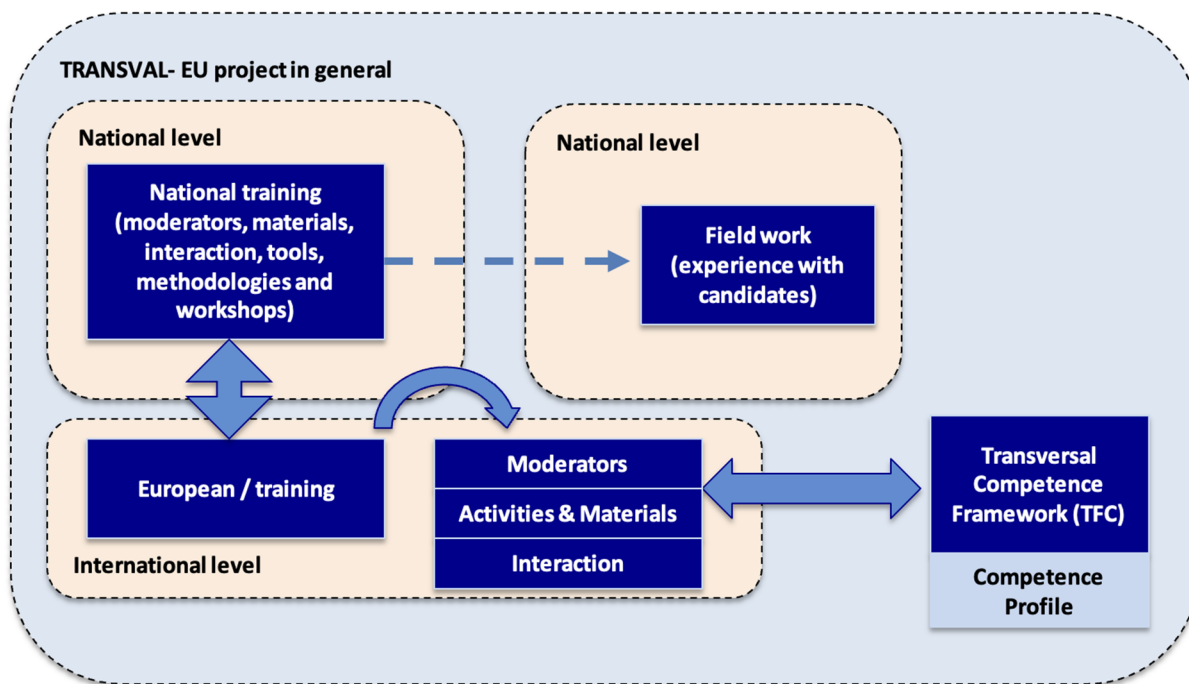 TRANSVAL- EU project in general
National level
National training
(moderators, materials,
interaction, tools,
methodologies and
workshops)
National level
Field work
(experience with
candidates)
European / training
International level
Moderators
Activities & Materials
Interaction
Transversal
Competence
Framework (TFC)
Competence
Profile